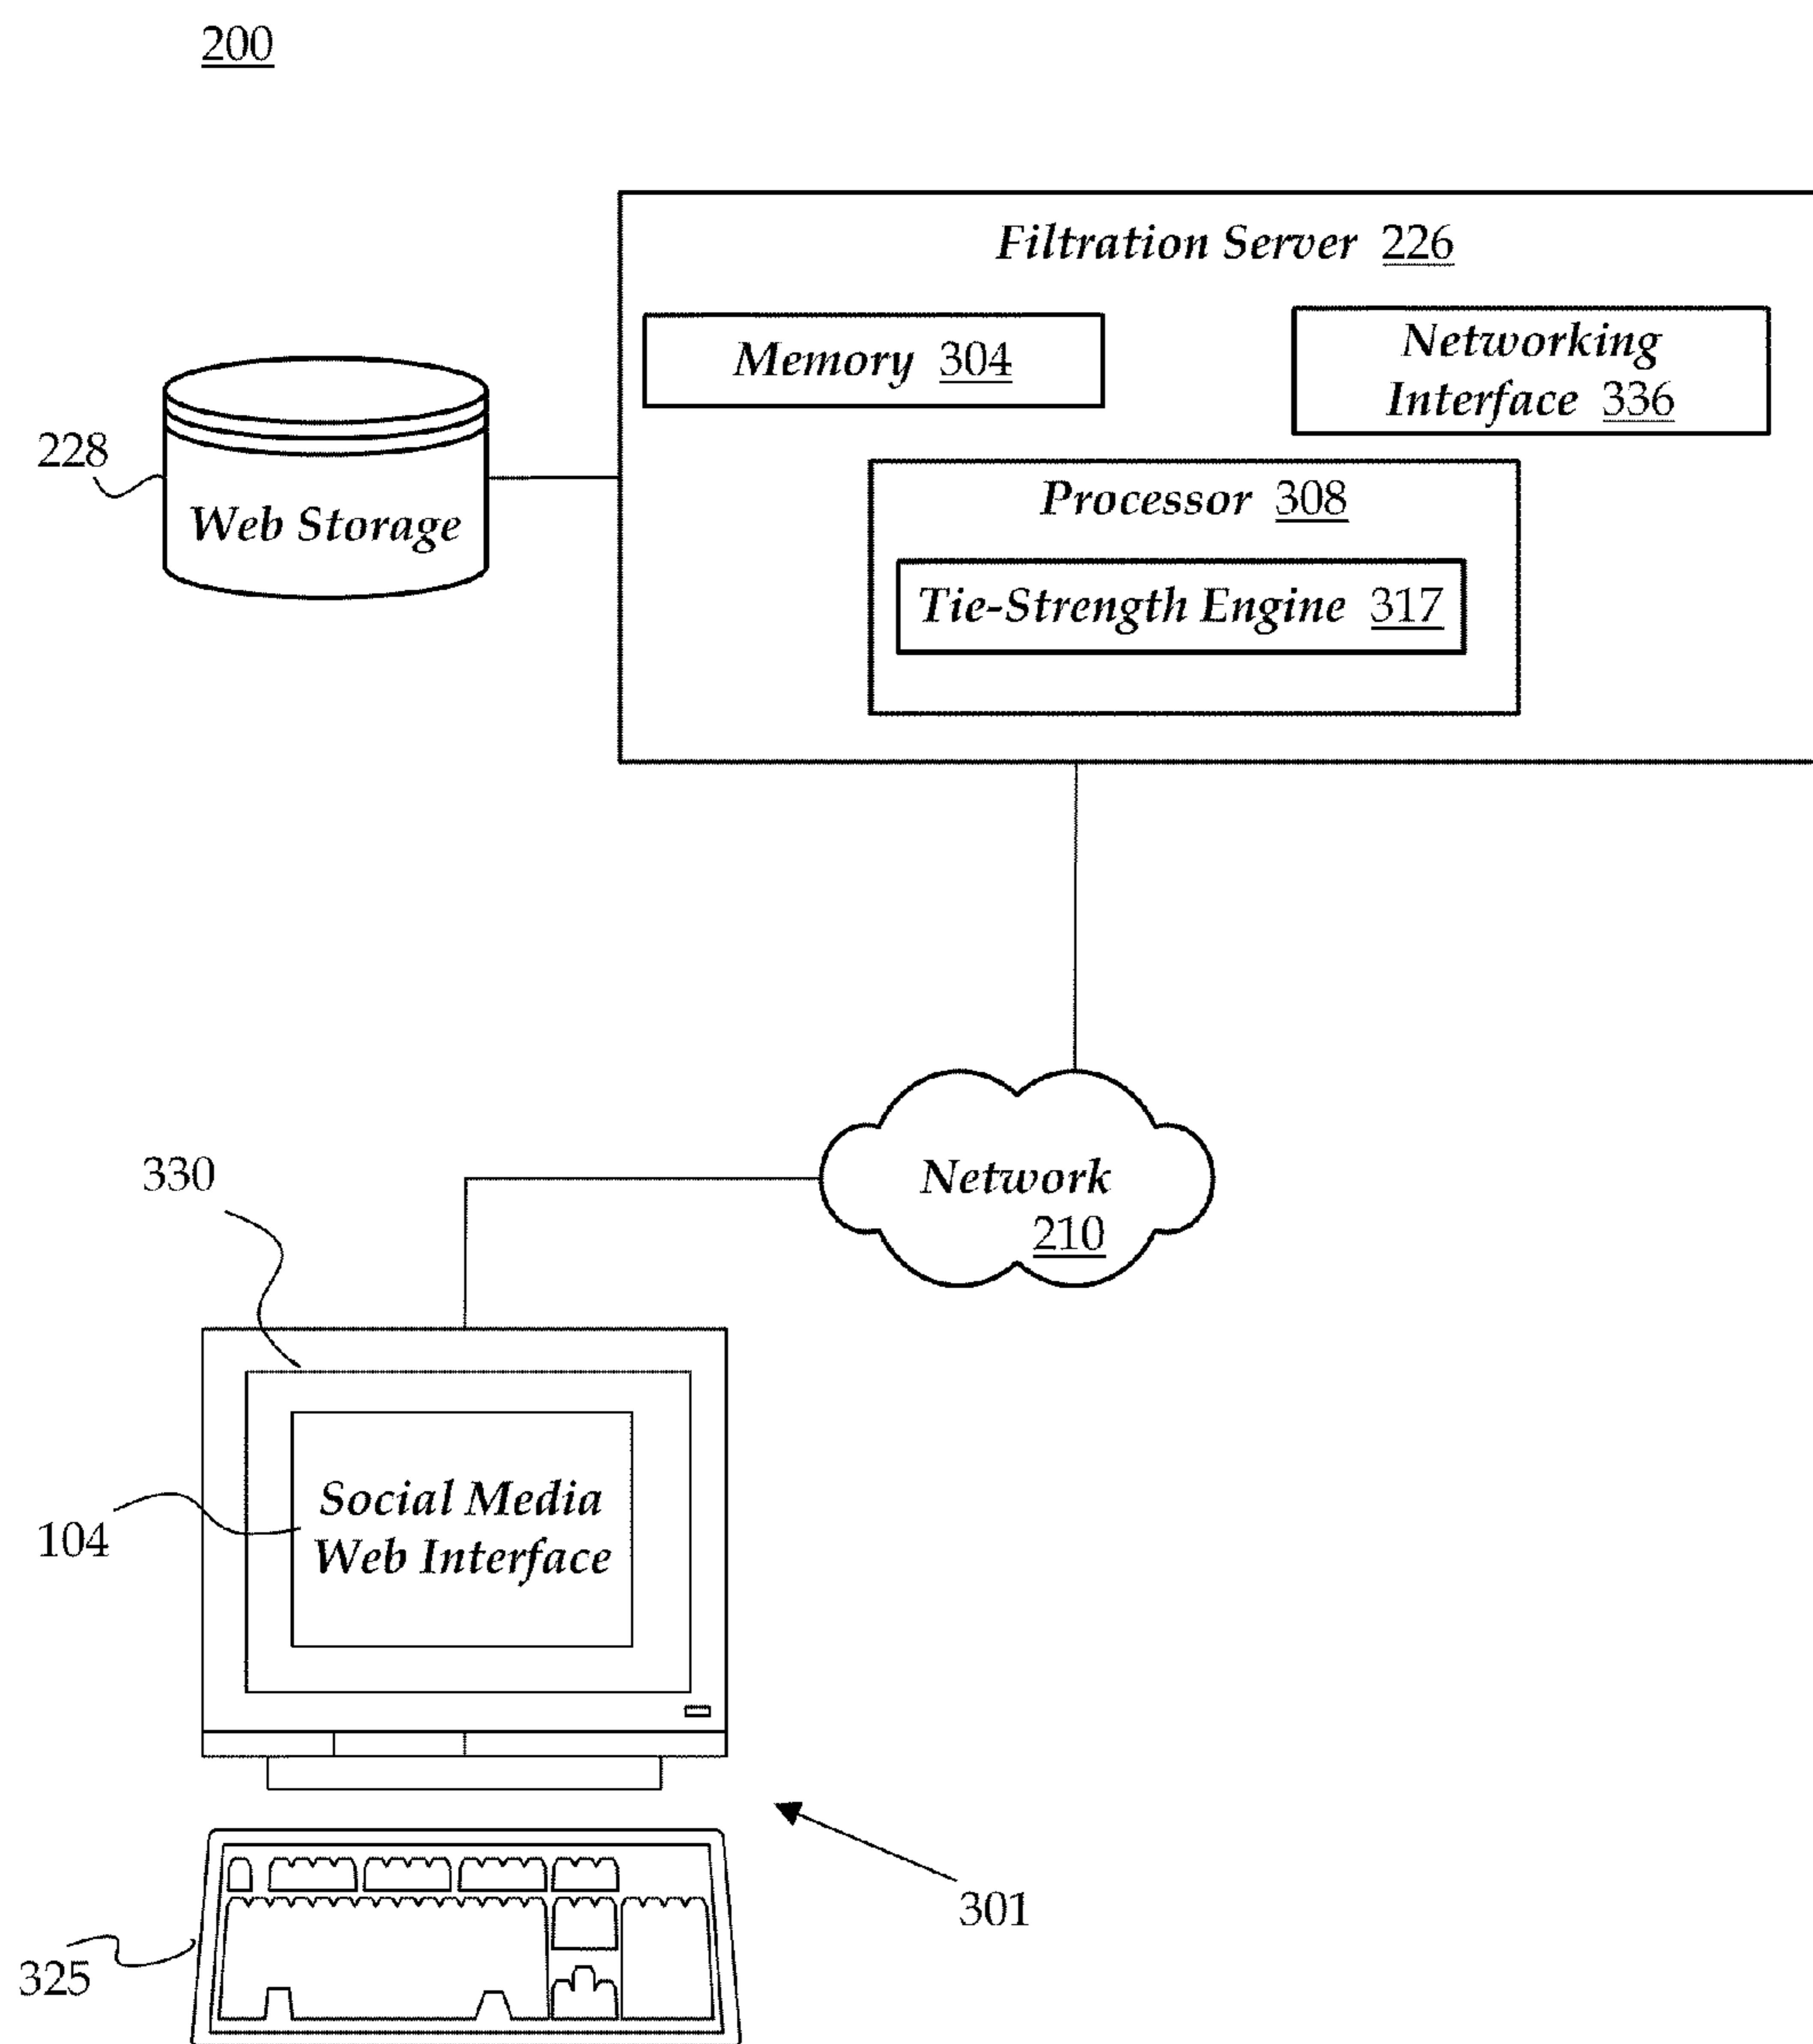 200
Filtration Server 226
Memory 304
Networking
Interface 336
228
Web Storage
Processor 308
Tie-Strength Engine 317
Network
210
330
Social Media
Web Interface
104
301
325